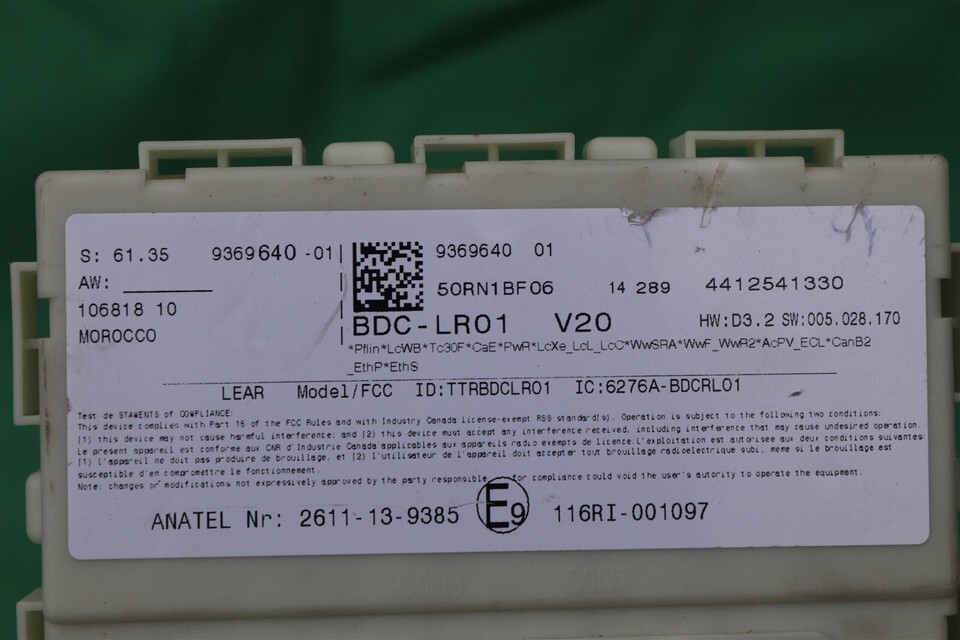 S: 61.35 9369640 -01| 9369640 01
AW: ________
50RN1BF06 14 289 4412541330
106818 10
MOROCCO
BDC-LR01 V20 HW:D3.2 SW:005.028.170
*Pflin*LcWB*Tc30F*CaE*PwR*LcXe_LcL_LcC*WwSRA*WwF_WwR2*AcPV_ECL*CanB2
_EthP*EthS
LEAR Model/FCC ID:TTRBDCLR01 IC:6276A-BDCRL01
Test de STAWENTS of COMPLIANCE:
This device complies with Part 15 of the FCC Rules and with Industry Canada license-exempt RSS standard(s). Operation is subject to the following two conditions:
(1) this device may not cause harmful interference; and (2) this device must accept any interference received, including interference that may cause undesired operation.
Le present appareil est conforme aux CNR d'Industrie Canada applicables aux appareils radio exempts de licence.L'exploitation est autorisee aux deux conditions suivantes:
(1) l'appareil ne doit pas produire de brouillage, et (2) l'utilisateur de l'appareil doit accepter tout brouillage radioelectrique subi, meme si le brouillage est
susceptible d'en compromettre le fonctionnement.
Note: changes or modifications not expressively approved by the party responsible for compliance could void the user's authority to operate the equipment.
ANATEL Nr: 2611-13-9385 E9 116RI-001097